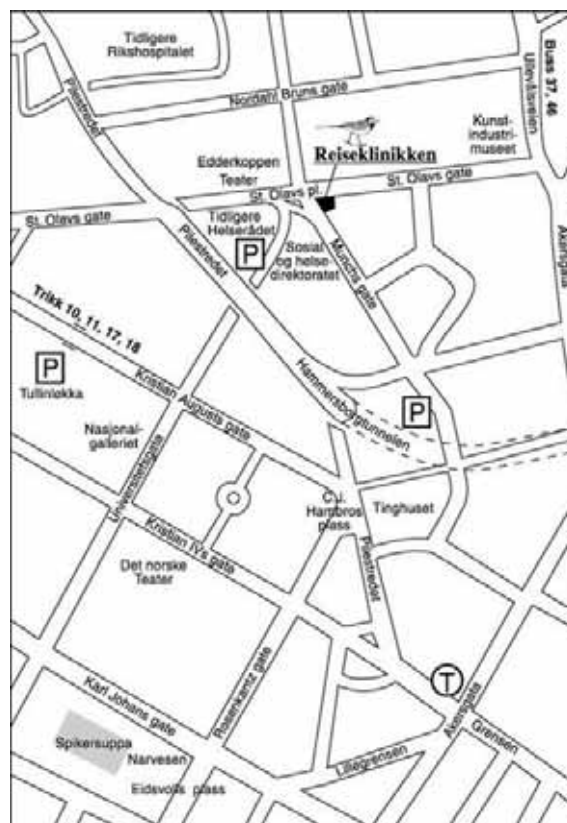 Tidligere
Rikshospitalet
Pilestredet
Nordahl Bruns gate
Ullevålsveien
Buss 37, 46
Kunst-
industri-
museet
Reiseklinikken
Edderkoppen
Teater
St. Olavs pl.
St. Olavs gate
St. Olavs gate
Tidligere
Helserådet
P
Pilestredet
Sosial
og helse-
direktoratet
Munchs gate
Akersgata
Trikk 10, 11, 17, 18
P
Tullinløkka
Kristian Augusts gate
Hammersborgtunnelen
P
Nasjonal-
galleriet
Universitetsgata
C.J.
Hambros
plass
Tinghuset
Kristian IVs gate
Pilestredet
Det norske
Teater
Rosenkrantz gate
T
Akersgata
Karl Johans gate
Grensen
Spikersuppa
Narvesen
Lillegrensen
Eidsvolls plass